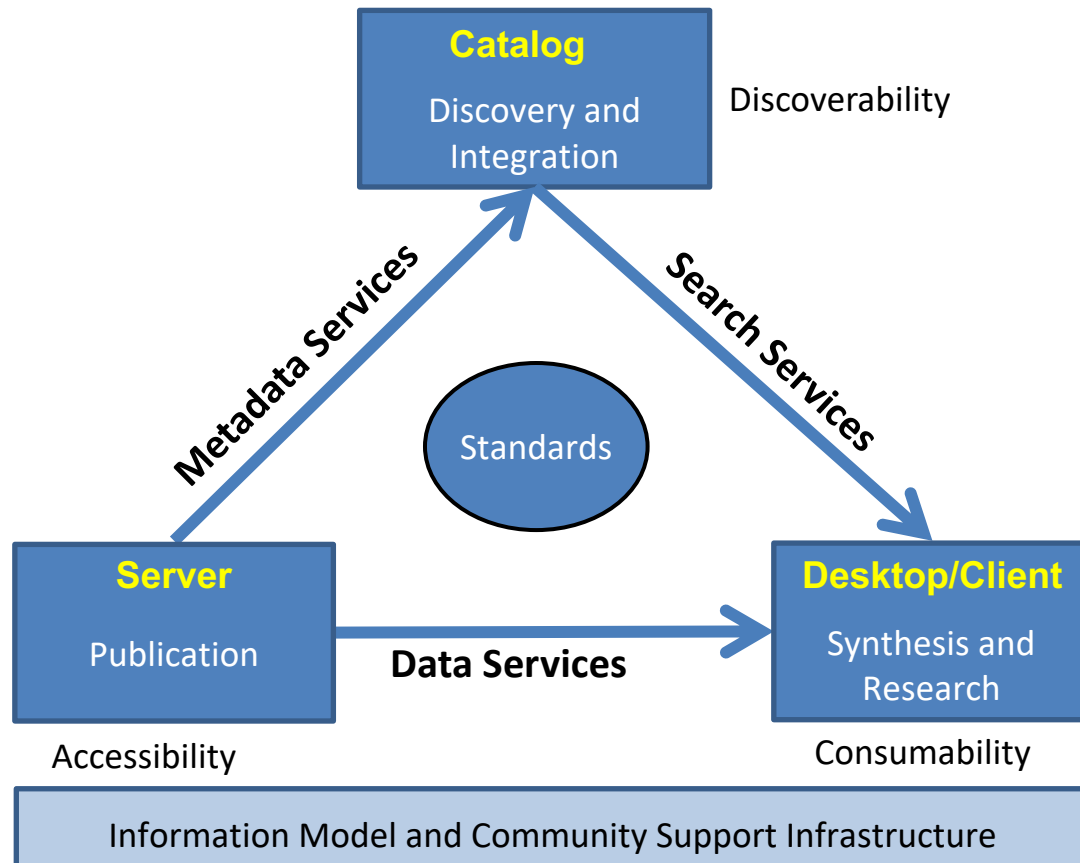 Catalog
Discovery and
Integration
Discoverability
Metadata Services
Search Services
Standards
Server
Publication
Data Services
Desktop/Client
Synthesis and
Research
Accessibility
Consumability
Information Model and Community Support Infrastructure